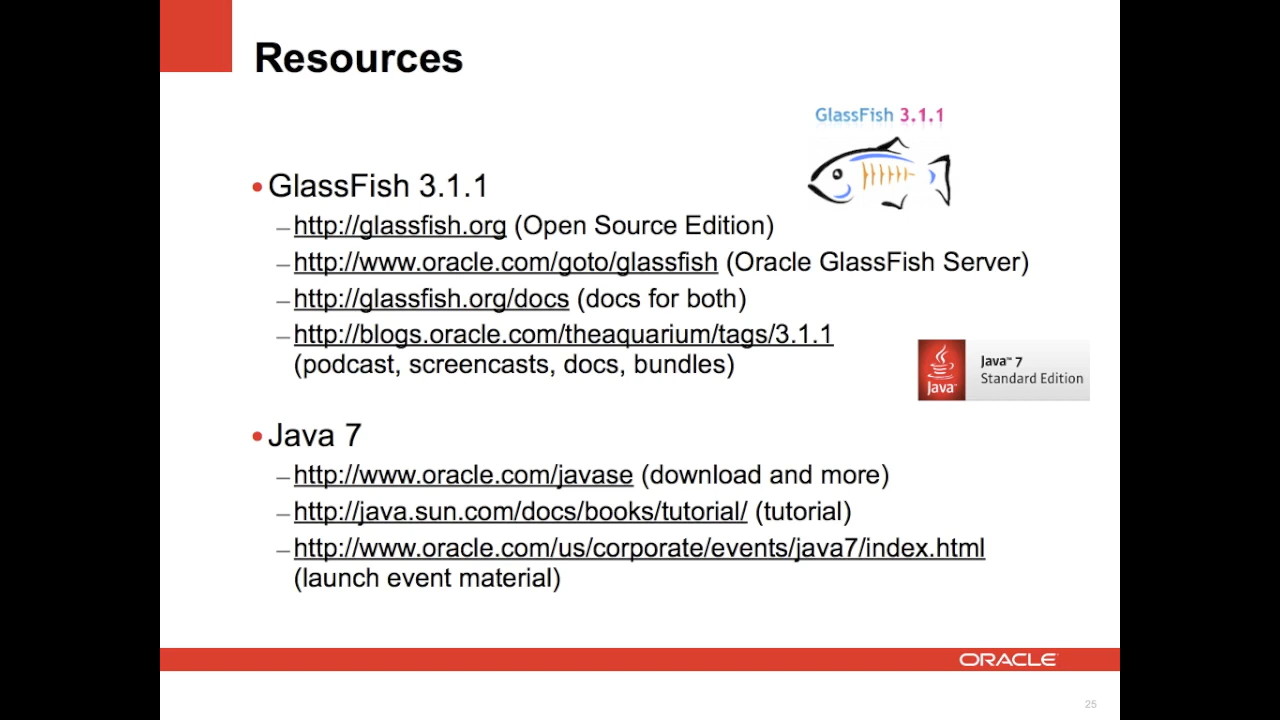 Resources
GlassFish 3.1.1
•GlassFish 3.1.1
–http://glassfish.org (Open Source Edition)
–http://www.oracle.com/goto/glassfish (Oracle GlassFish Server)
–http://glassfish.org/docs (docs for both)
–http://blogs.oracle.com/theaquarium/tags/3.1.1
(podcast, screencasts, docs, bundles)
Java™
Java™ 7
Standard Edition
•Java 7
–http://www.oracle.com/javase (download and more)
–http://java.sun.com/docs/books/tutorial/ (tutorial)
–http://www.oracle.com/us/corporate/events/java7/index.html
(launch event material)
ORACLE
25